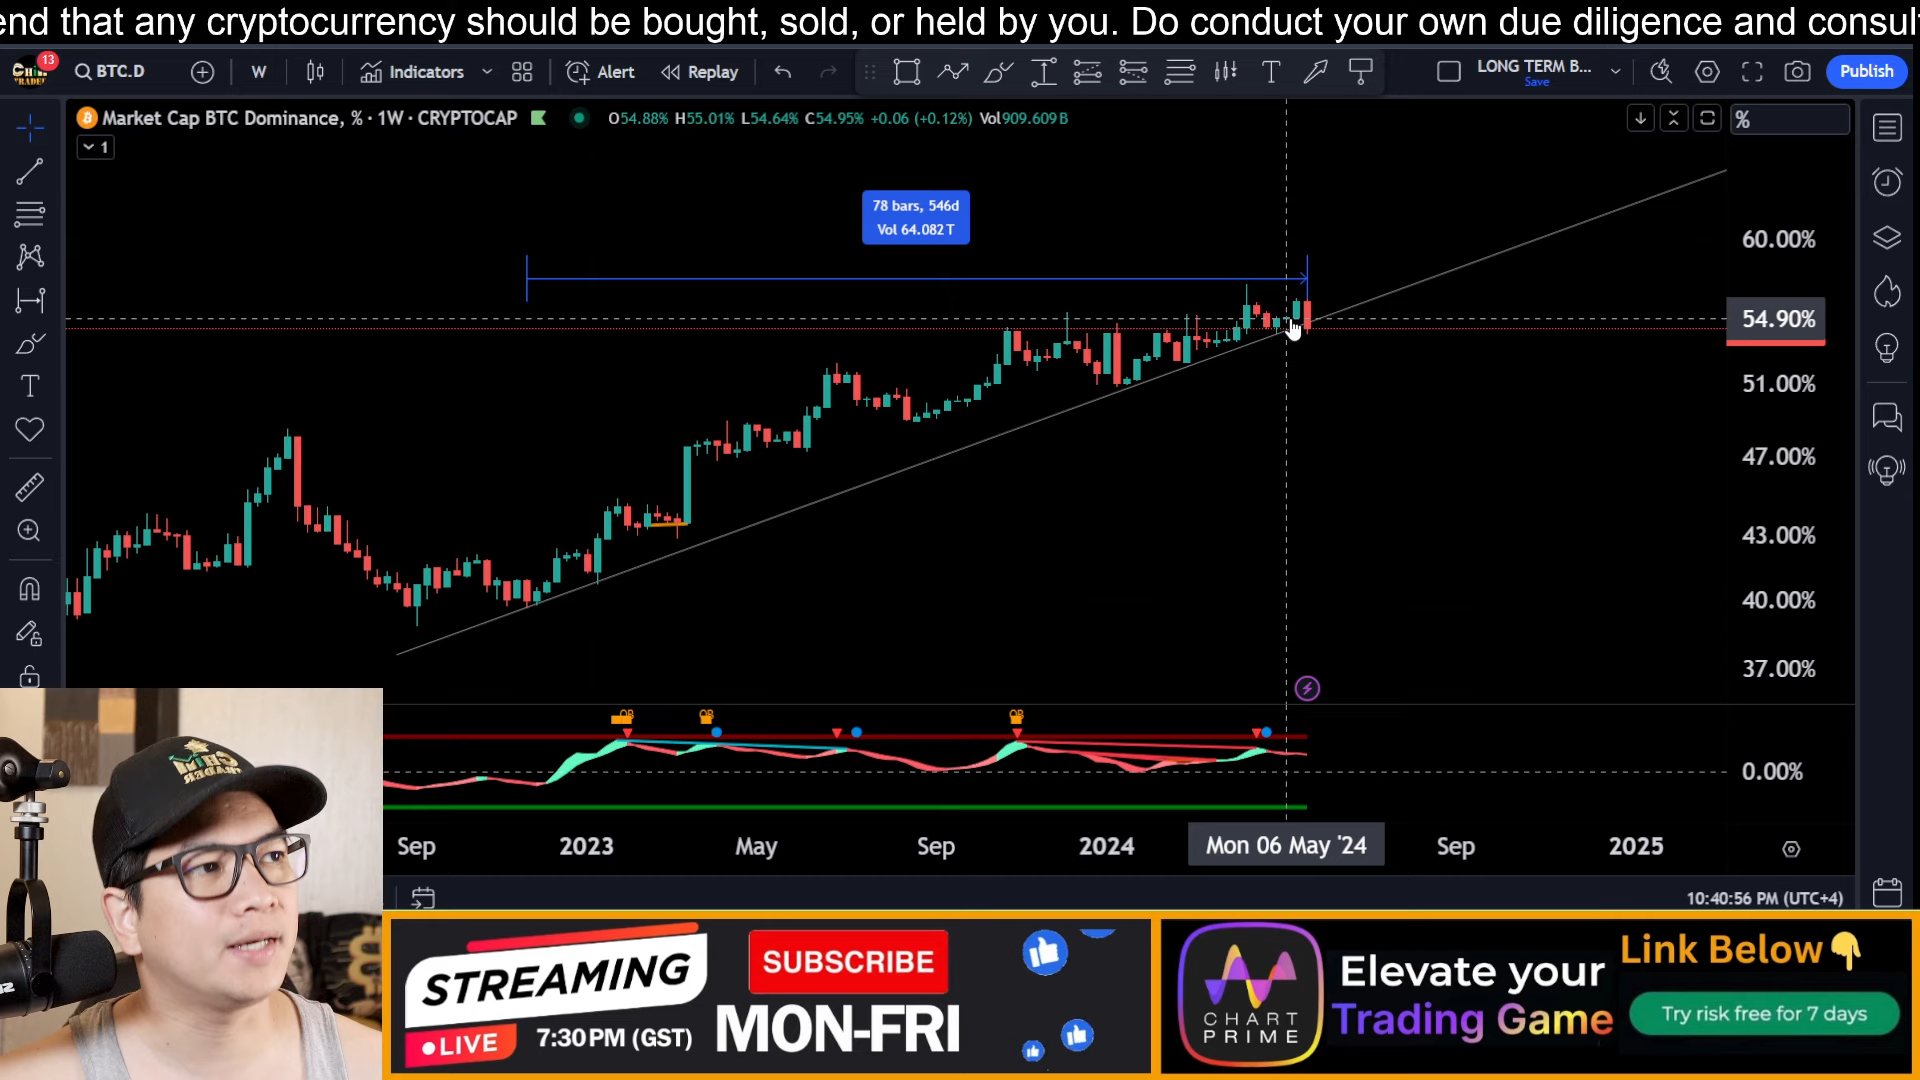 end that any cryptocurrency should be bought, sold, or held by you. Do conduct your own due diligence and consul
13
BTC.D
W
Indicators
Alert
Replay
LONG TERM B...
Save
Publish
Market Cap BTC Dominance, % · 1W · CRYPTOCAP
O54.88% H55.01% L54.64% C54.95% +0.06 (+0.12%) Vol909.609B
%
1
78 bars, 546d
Vol 64.082T
60.00%
54.90%
51.00%
47.00%
43.00%
40.00%
37.00%
0.00%
Sep
2023
May
Sep
2024
Mon 06 May '24
Sep
2025
10:40:56 PM (UTC+4)
STREAMING
LIVE
7:30PM (GST)
SUBSCRIBE
MON-FRI
CHART
PRIME
Elevate your
Trading Game
Link Below
Try risk free for 7 days